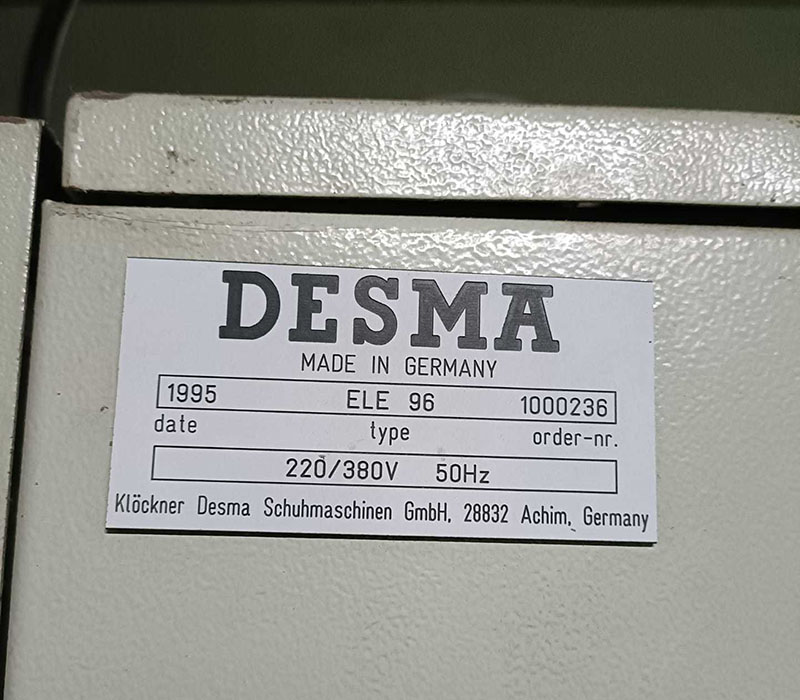 DESMA
MADE IN GERMANY
1995 ELE 96 1000236
date type order-nr.
220/380V 50Hz
Klöckner Desma Schuhmaschinen GmbH, 28832 Achim, Germany